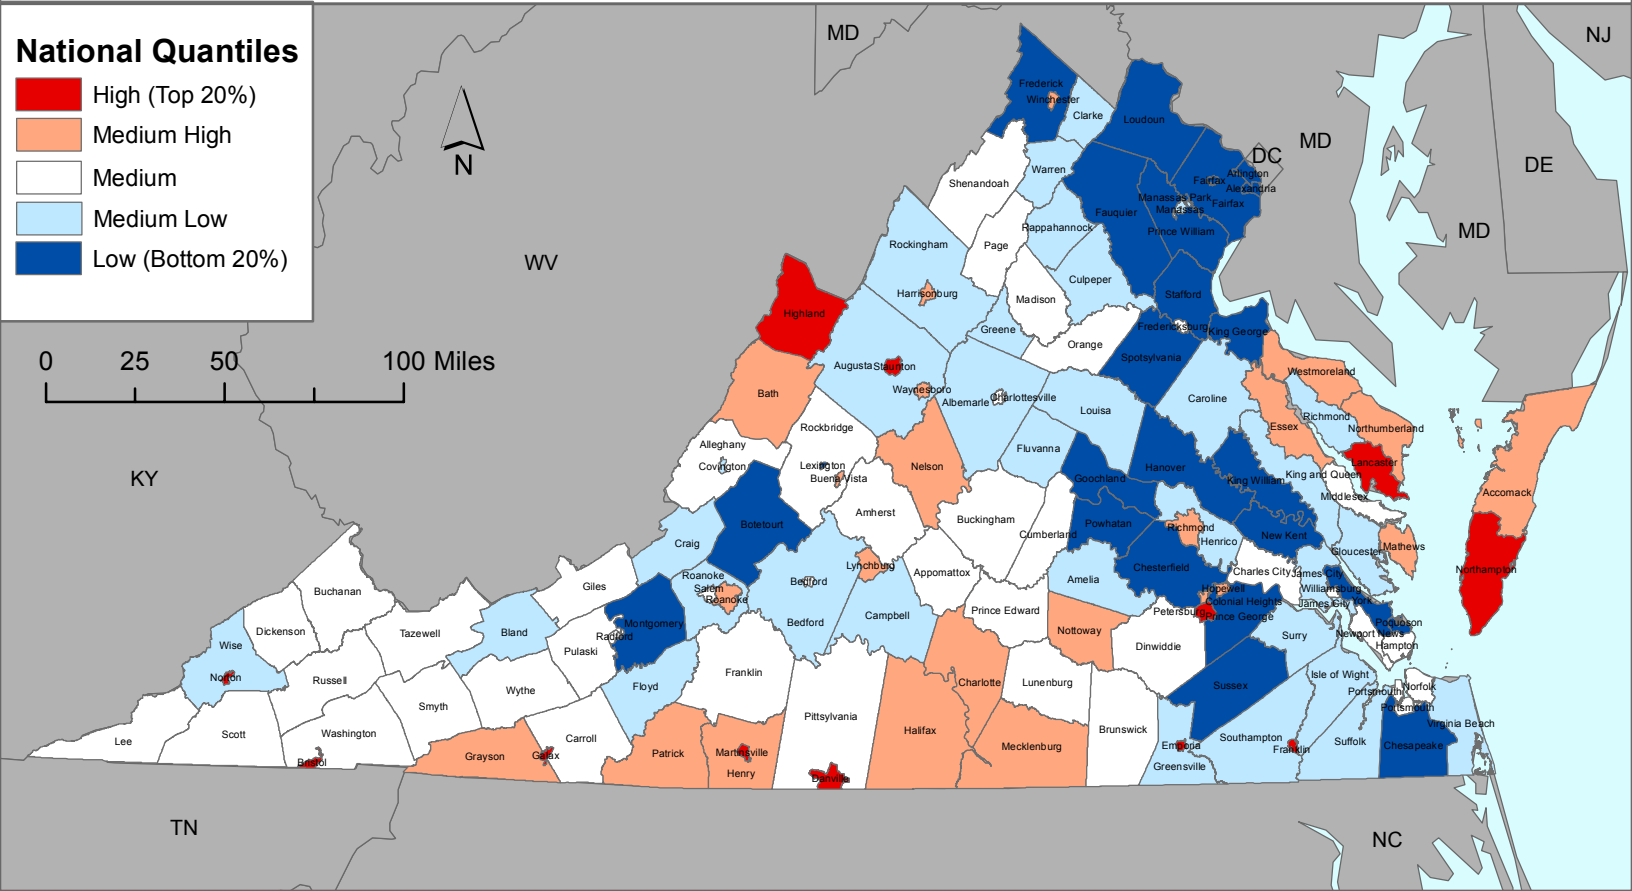 National Quantiles
High (Top 20%)
Medium High
Medium
Medium Low
Low (Bottom 20%)
N
0 25 50 100 Miles
MD
NJ
WV
DC
MD
DE
MD
KY
TN
NC
Frederick
Winchester
Clarke
Loudoun
Warren
Shenandoah
Fairfax
Arlington
Alexandria
Manassas Park
Fairfax
Manassas
Fauquier
Prince William
Rappahannock
Page
Rockingham
Culpeper
Harrisonburg
Madison
Stafford
Highland
Greene
Fredericksburg
King George
Orange
Spotsylvania
Augusta
Staunton
Westmoreland
Bath
Waynesboro
Albemarle
Charlottesville
Louisa
Caroline
Richmond
Essex
Northumberland
Rockbridge
Alleghany
Covington
Lexington
Buena Vista
Nelson
Fluvanna
Goochland
Hanover
King William
King and Queen
Lancaster
Middlesex
Accomack
Botetourt
Amherst
Buckingham
Cumberland
Powhatan
Richmond
Henrico
New Kent
Gloucester
Mathews
Craig
Roanoke
Salem
Roanoke
Bedford
Bedford
Lynchburg
Appomattox
Amelia
Chesterfield
Charles City
James City
Williamsburg
James City
York
Northampton
Giles
Buchanan
Dickenson
Tazewell
Bland
Montgomery
Radford
Pulaski
Campbell
Prince Edward
Nottoway
Hopewell
Colonial Heights
Petersburg
Prince George
Poquoson
Newport News
Hampton
Wise
Norton
Russell
Wythe
Floyd
Franklin
Charlotte
Lunenburg
Dinwiddie
Surry
Sussex
Isle of Wight
Portsmouth
Norfolk
Portsmouth
Virginia Beach
Lee
Scott
Washington
Bristol
Smyth
Grayson
Galax
Carroll
Patrick
Martinsville
Henry
Pittsylvania
Danville
Halifax
Mecklenburg
Brunswick
Emporia
Greensville
Southampton
Franklin
Suffolk
Chesapeake